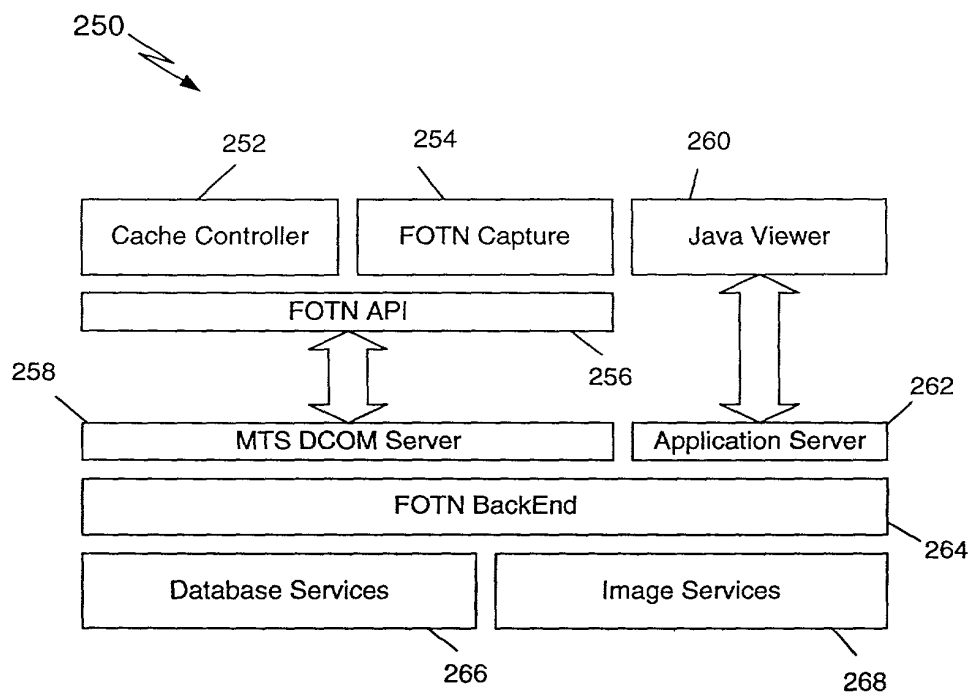 250
252
254
260
Cache Controller
FOTN Capture
Java Viewer
FOTN API
258
256
262
MTS DCOM Server
Application Server
FOTN BackEnd
264
Database Services
Image Services
266
268